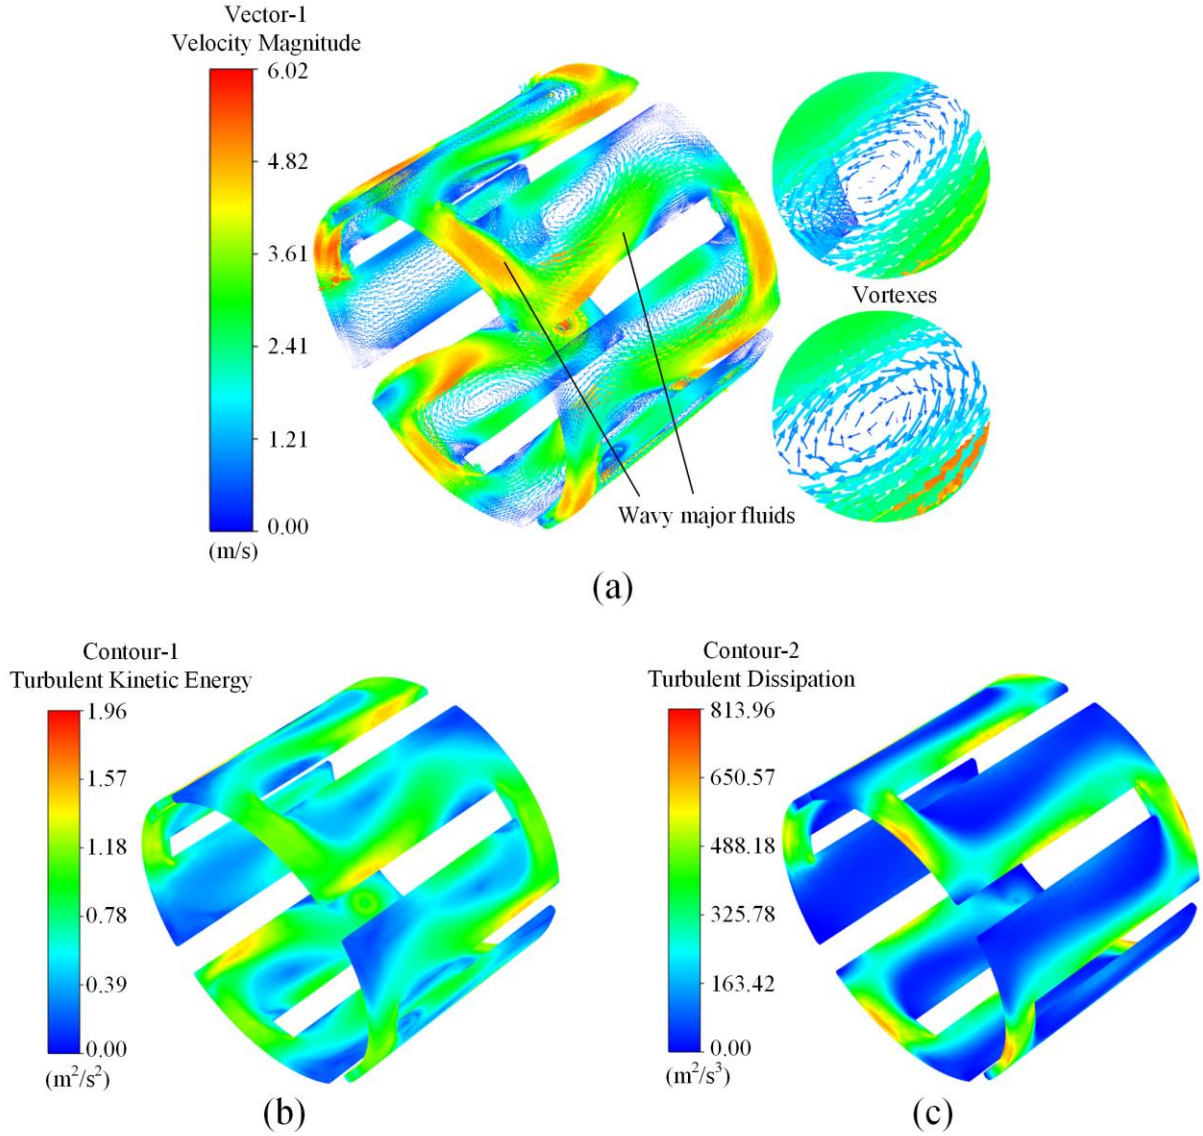 Vector-1
Velocity Magnitude
6.02
4.82
3.61
2.41
1.21
0.00
(m/s)
Vortexes
Wavy major fluids
(a)
Contour-1
Turbulent Kinetic Energy
1.96
1.57
1.18
0.78
0.39
0.00
(m²/s²)
(b)
Contour-2
Turbulent Dissipation
813.96
650.57
488.18
325.78
163.42
0.00
(m²/s³)
(c)